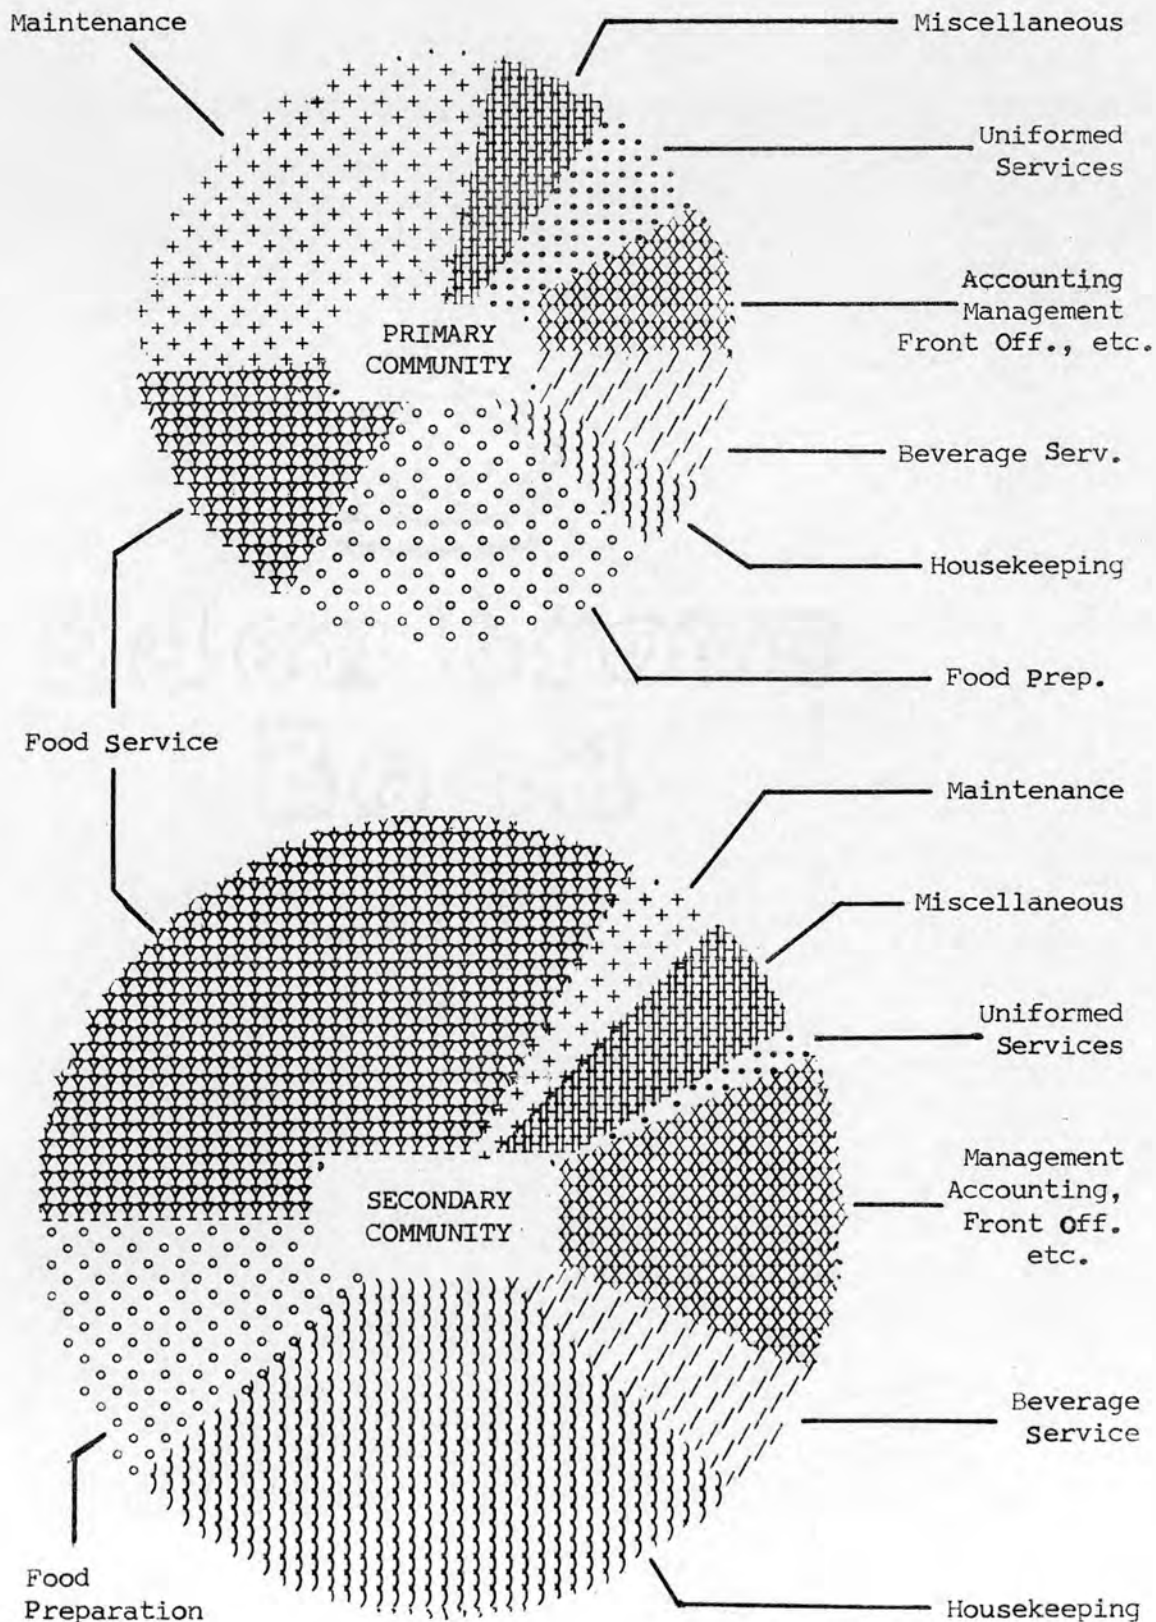 Maintenance
Miscellaneous
Uniformed
Services
Accounting
Management
Front Off., etc.
PRIMARY
COMMUNITY
Beverage Serv.
Housekeeping
Food Prep.
Food Service
Maintenance
Miscellaneous
Uniformed
Services
Management
Accounting,
Front Off.
etc.
SECONDARY
COMMUNITY
Beverage
Service
Food
Preparation
Housekeeping